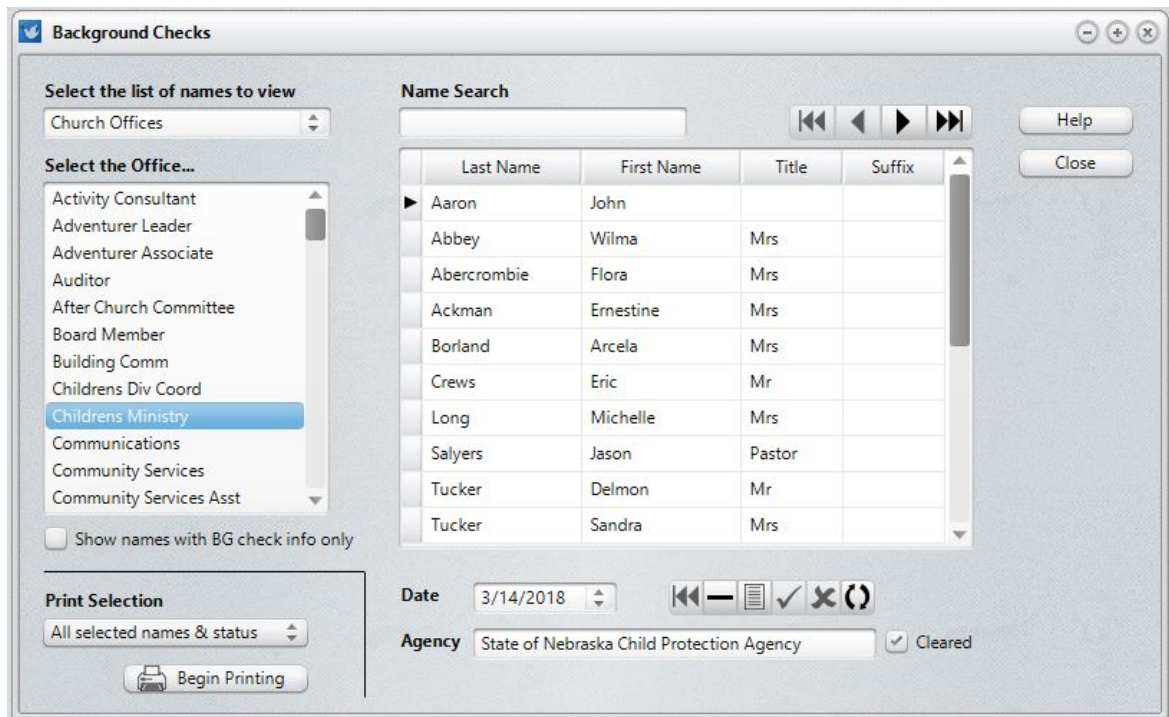 Background Checks
Select the list of names to view
Church Offices
Select the Office...
Activity Consultant
Adventurer Leader
Adventurer Associate
Auditor
After Church Committee
Board Member
Building Comm
Childrens Div Coord
Childrens Ministry
Communications
Community Services
Community Services Asst
Show names with BG check info only
Print Selection
All selected names & status
Begin Printing
Name Search
Last Name First Name Title Suffix
Aaron John
Abbey Wilma Mrs
Abercrombie Flora Mrs
Ackman Ernestine Mrs
Borland Arcela Mrs
Crews Eric Mr
Long Michelle Mrs
Salyers Jason Pastor
Tucker Delmon Mr
Tucker Sandra Mrs
Date 3/14/2018
Agency State of Nebraska Child Protection Agency Cleared
Help
Close